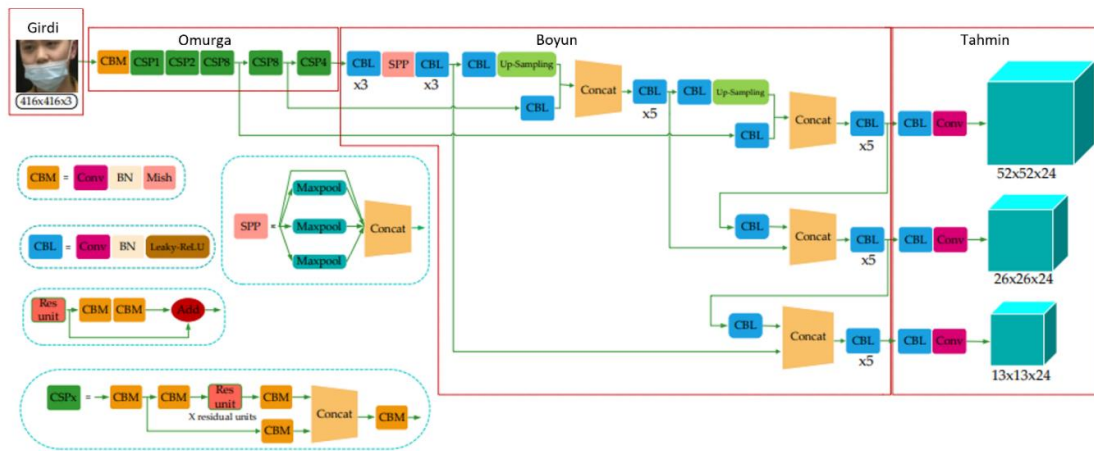 Girdi
Omurga
Boyun
Tahmin
416x416x3
CBM CSP1 CSP2 CSP8 CSP8 CSP4
CBL SPP CBL CBL Up-Sampling
x3 x3
CBL
Concat
CBL CBL Up-Sampling
x5
CBL
Concat
CBL
x5
CBL Conv
52x52x24
CBL
Concat
CBL
x5
CBL Conv
26x26x24
CBL
Concat
CBL
x5
CBL Conv
13x13x24
CBM = Conv BN Mish
CBL = Conv BN Leaky-ReLU
Res unit CBM CBM Add
SPP =
Maxpool
Maxpool
Maxpool
Concat
CSPx = CBM CBM Res unit CBM
X residual units
CBM
Concat
CBM